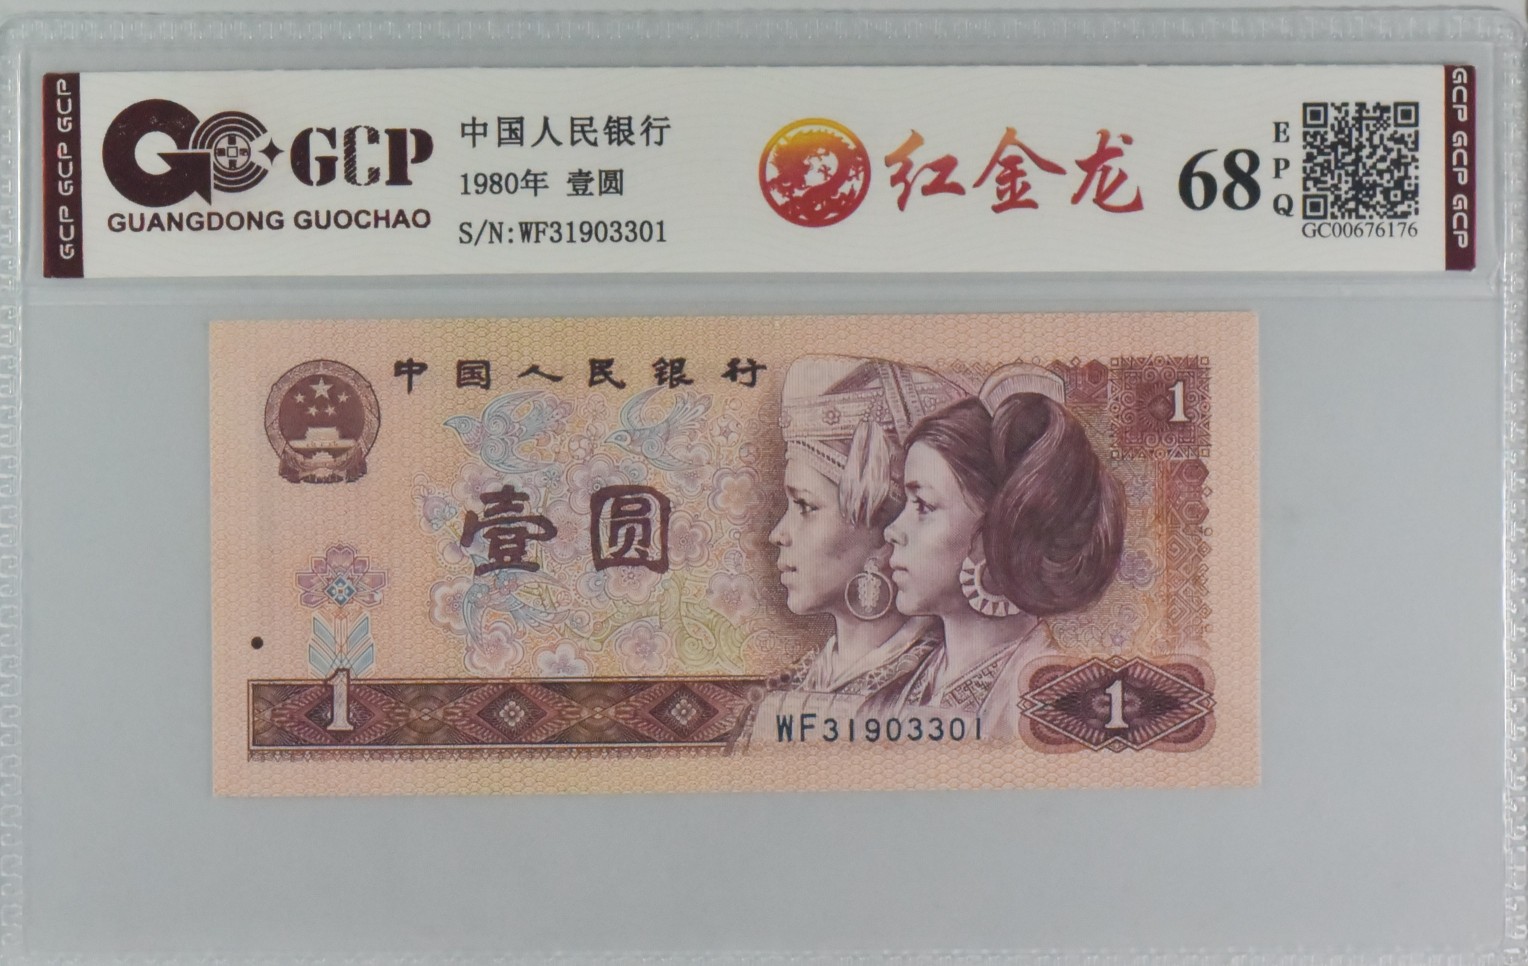 GCP GCP GCP
GCP
GUANGDONG GUOCHAO
中国人民银行
1980年 壹圆
S/N:WF31903301
红金龙
68
EPQ
GC00676176
GCP GCP GCP
中国人民银行
1
壹圆
1
WF31903301
1